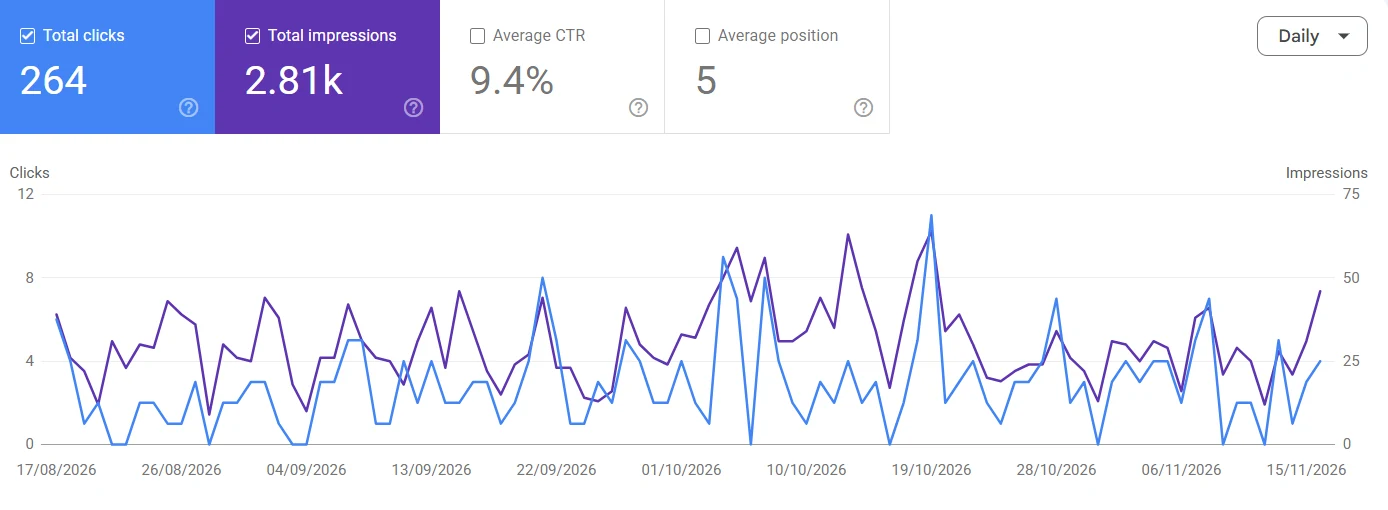 Total clicks
264
Total impressions
2.81k
Average CTR
9.4%
Average position
5
Daily
Clicks
Impressions
12
75
8
50
4
25
0
0
17/08/2026 26/08/2026 04/09/2026 13/09/2026 22/09/2026 01/10/2026 10/10/2026 19/10/2026 28/10/2026 06/11/2026 15/11/2026